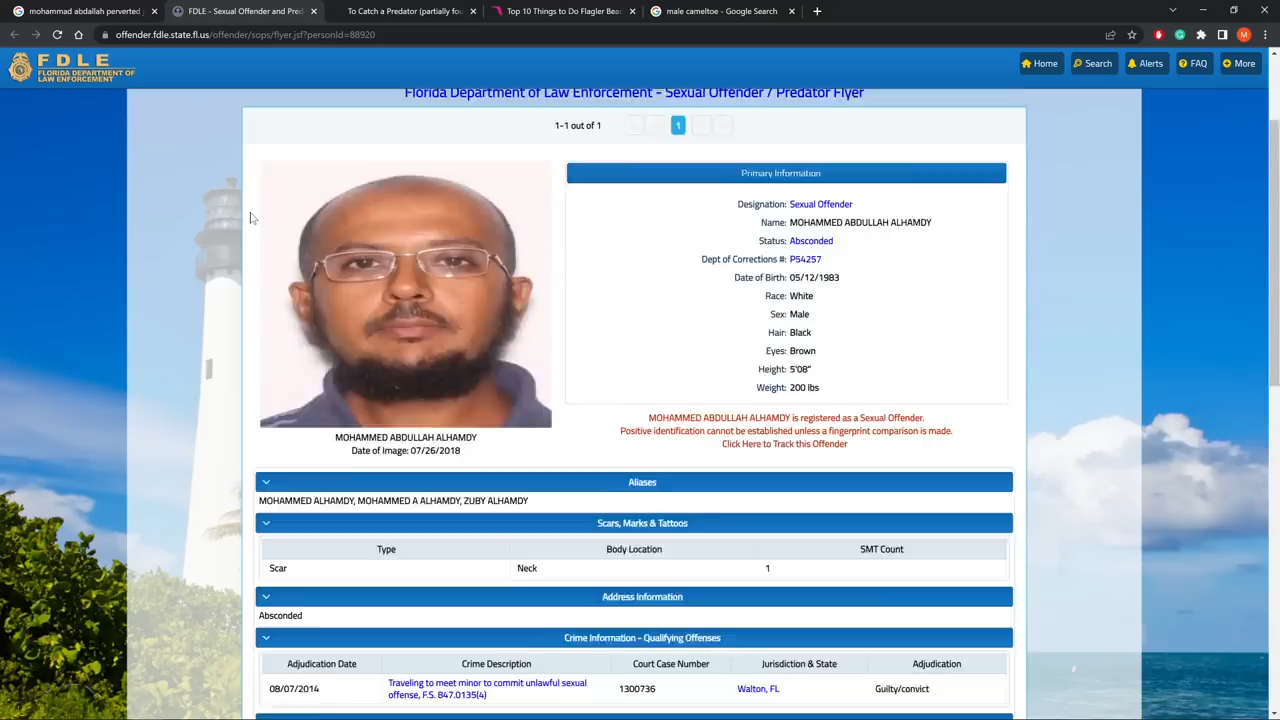 mohammad abdallah perverted
FDLE - Sexual Offender and Pred
To Catch a Predator (partially fou
Top 10 Things to Do Flagler Bea
male cameltoe - Google Search
offender.fdle.state.fl.us/offender/sops/flyer.jsf?personId=88920
M
FDLE
FLORIDA DEPARTMENT OF
LAW ENFORCEMENT
Home
Search
Alerts
FAQ
More
Florida Department of Law Enforcement - Sexual Offender / Predator Flyer
1-1 out of 1
1
Primary Information
Designation: Sexual Offender
Name: MOHAMMED ABDULLAH ALHAMDY
Status: Absconded
Dept of Corrections #: P54257
Date of Birth: 05/12/1983
Race: White
Sex: Male
Hair: Black
Eyes: Brown
Height: 5'08"
Weight: 200 lbs
MOHAMMED ABDULLAH ALHAMDY is registered as a Sexual Offender.
Positive identification cannot be established unless a fingerprint comparison is made.
Click Here to Track this Offender
MOHAMMED ABDULLAH ALHAMDY
Date of Image: 07/26/2018
Aliases
MOHAMMED ALHAMDY, MOHAMMED A ALHAMDY, ZUBY ALHAMDY
Scars, Marks & Tattoos
Type Body Location SMT Count
Scar Neck 1
Address Information
Absconded
Crime Information - Qualifying Offenses
Adjudication Date Crime Description Court Case Number Jurisdiction & State Adjudication
08/07/2014 Traveling to meet minor to commit unlawful sexual offense, F.S. 847.0135(4) 1300736 Walton, FL Guilty/convict